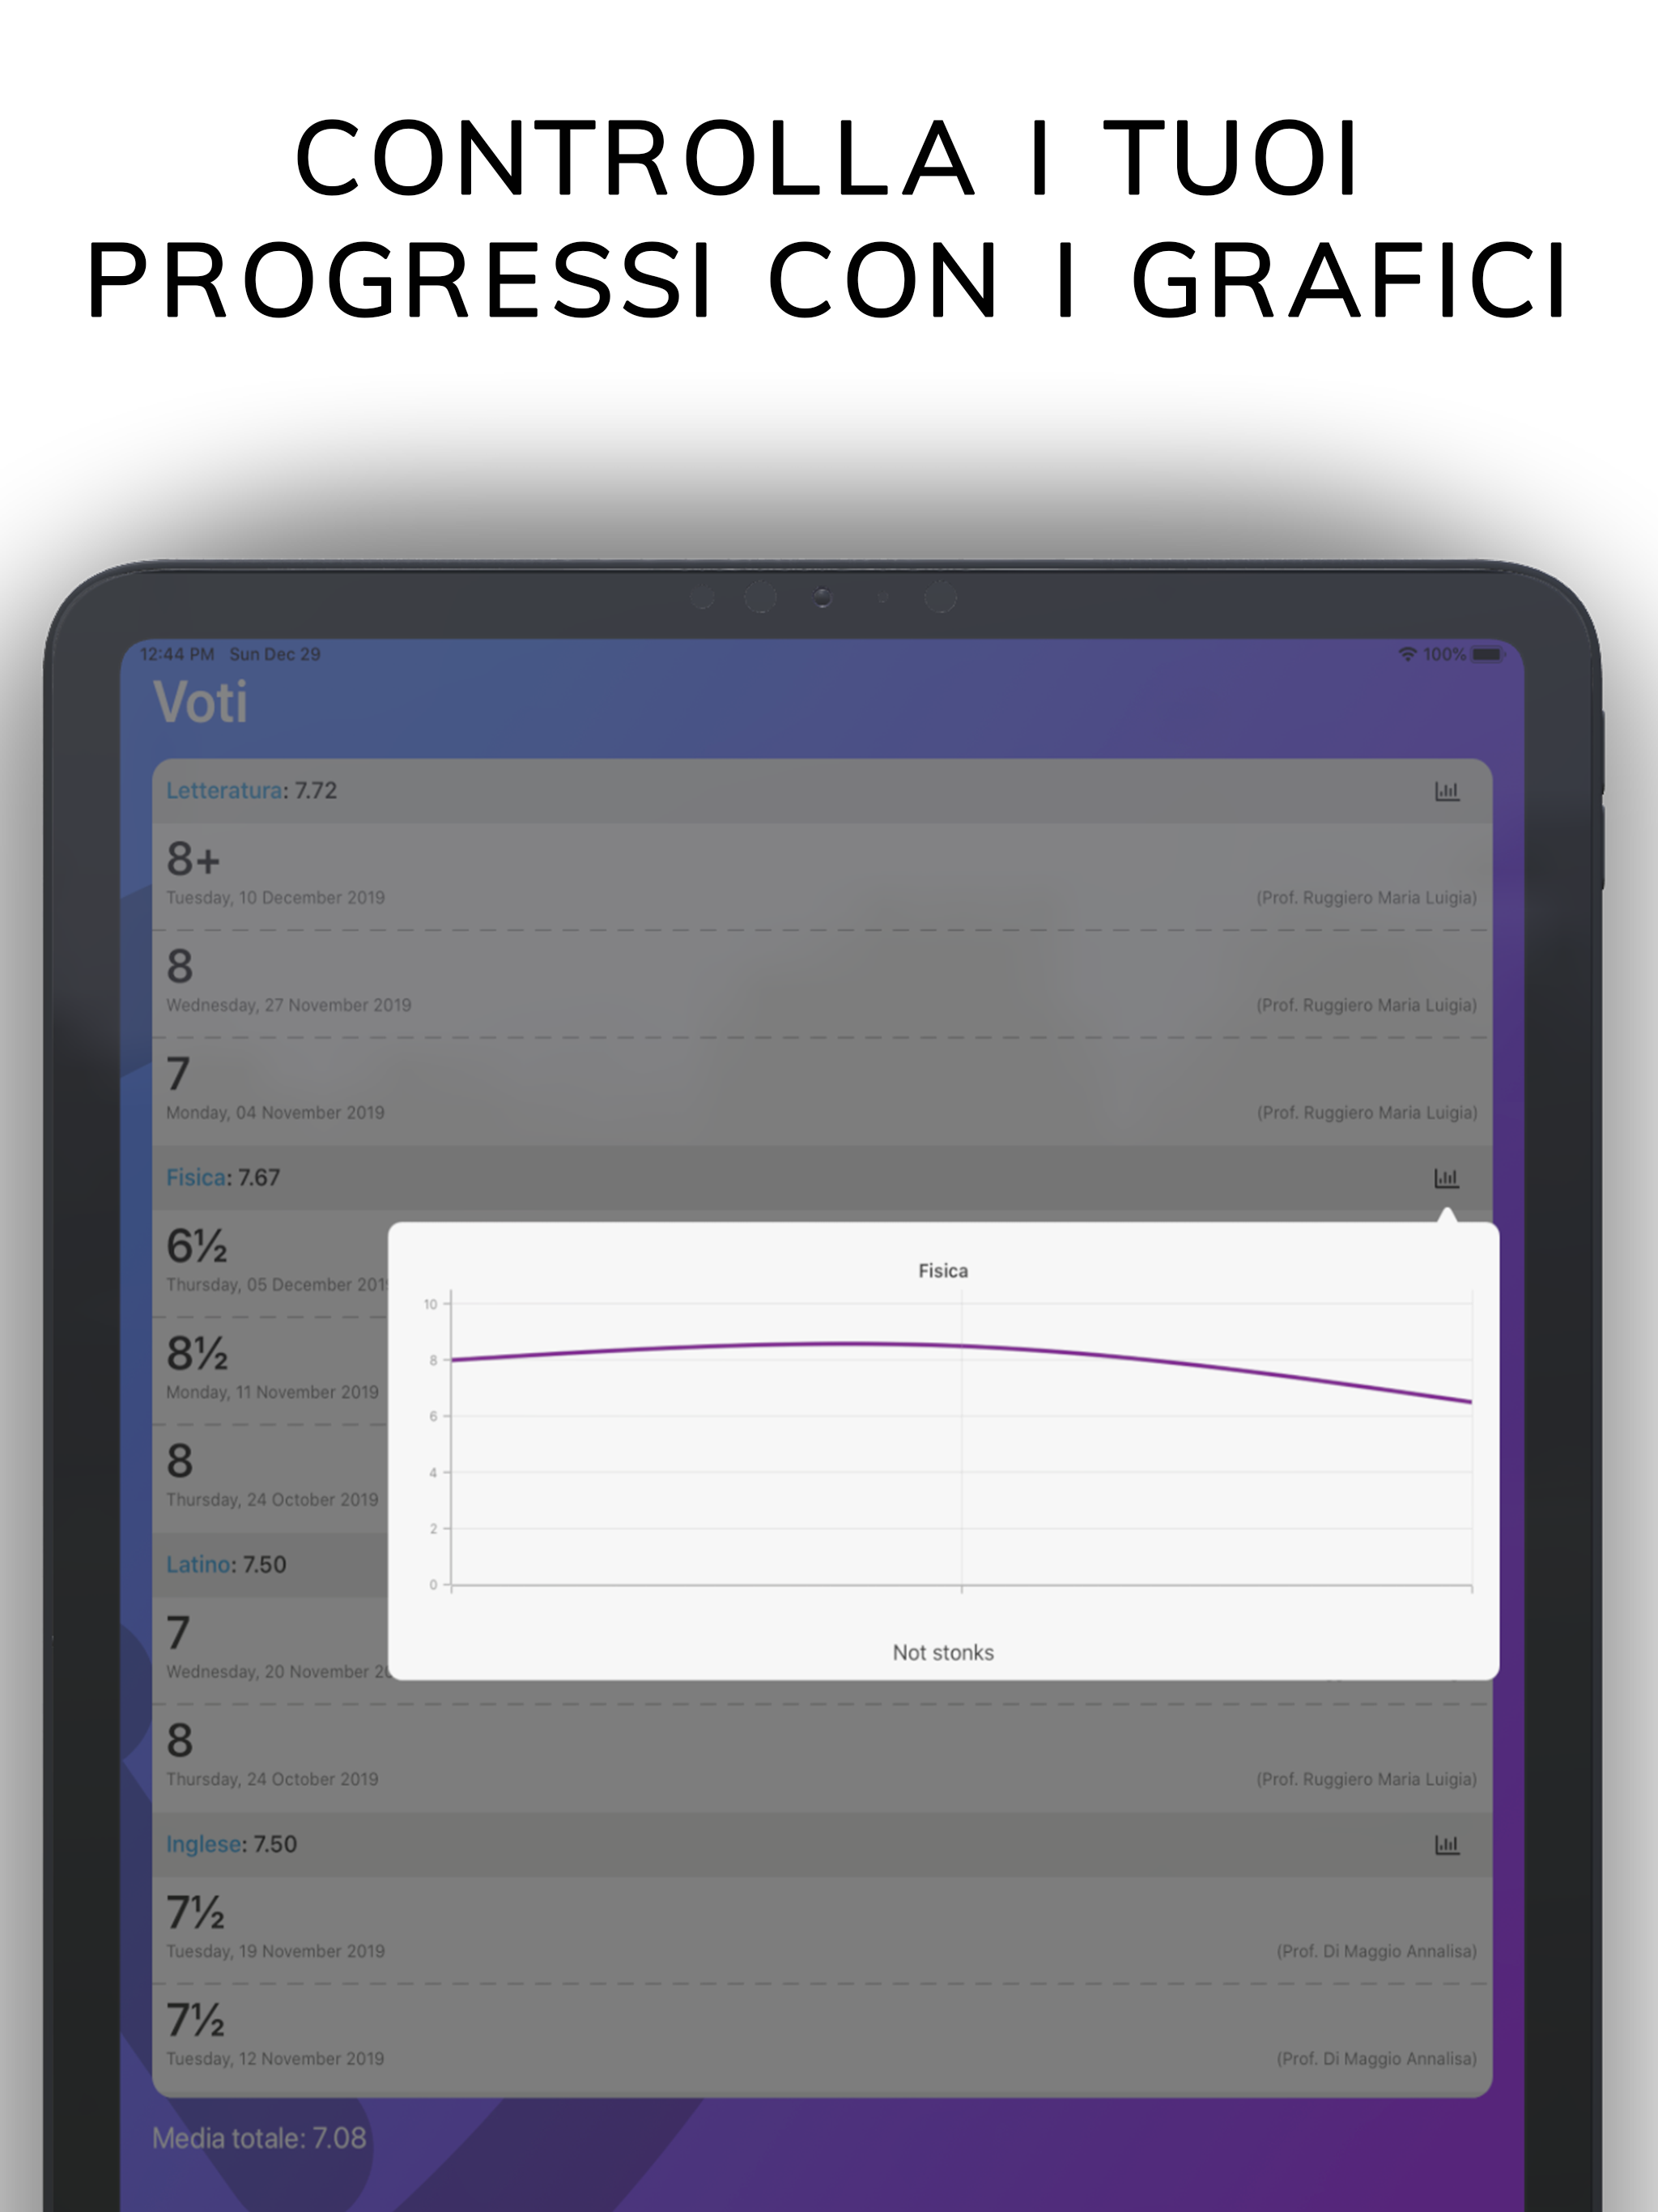 CONTROLLA I TUOI
PROGRESSI CON I GRAFICI
12:44 PM Sun Dec 29
100%
Voti
Letteratura: 7.72
8+
Tuesday, 10 December 2019 (Prof. Ruggiero Maria Luigia)
8
Wednesday, 27 November 2019 (Prof. Ruggiero Maria Luigia)
7
Monday, 04 November 2019 (Prof. Ruggiero Maria Luigia)
Fisica: 7.67
6½
Thursday, 05 December
8½
Monday, 11 November 2019
8
Thursday, 24 October 2019
Fisica
10
8
6
4
2
0
Not stonks
Latino: 7.50
7
Wednesday, 20 November
8
Thursday, 24 October 2019 (Prof. Ruggiero Maria Luigia)
Inglese: 7.50
7½
Tuesday, 19 November 2019 (Prof. Di Maggio Annalisa)
7½
Tuesday, 12 November 2019 (Prof. Di Maggio Annalisa)
Media totale: 7.08